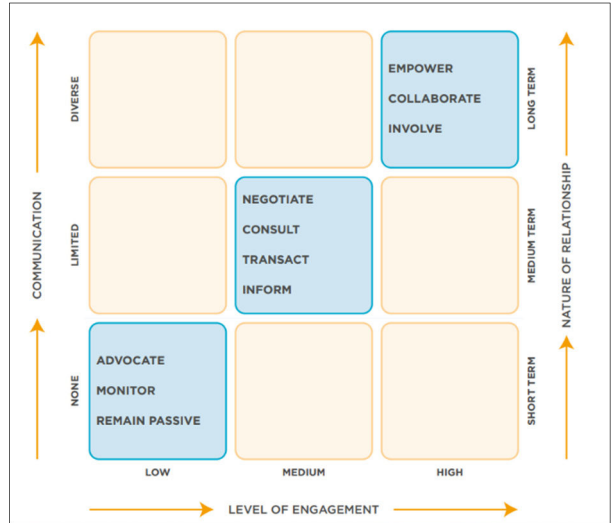 DIVERSE
EMPOWER
COLLABORATE
INVOLVE
LONG TERM
COMMUNICATION
LIMITED
NEGOTIATE
CONSULT
TRANSACT
INFORM
MEDIUM TERM
NATURE OF RELATIONSHIP
NONE
ADVOCATE
MONITOR
REMAIN PASSIVE
SHORT TERM
LOW
MEDIUM
HIGH
LEVEL OF ENGAGEMENT